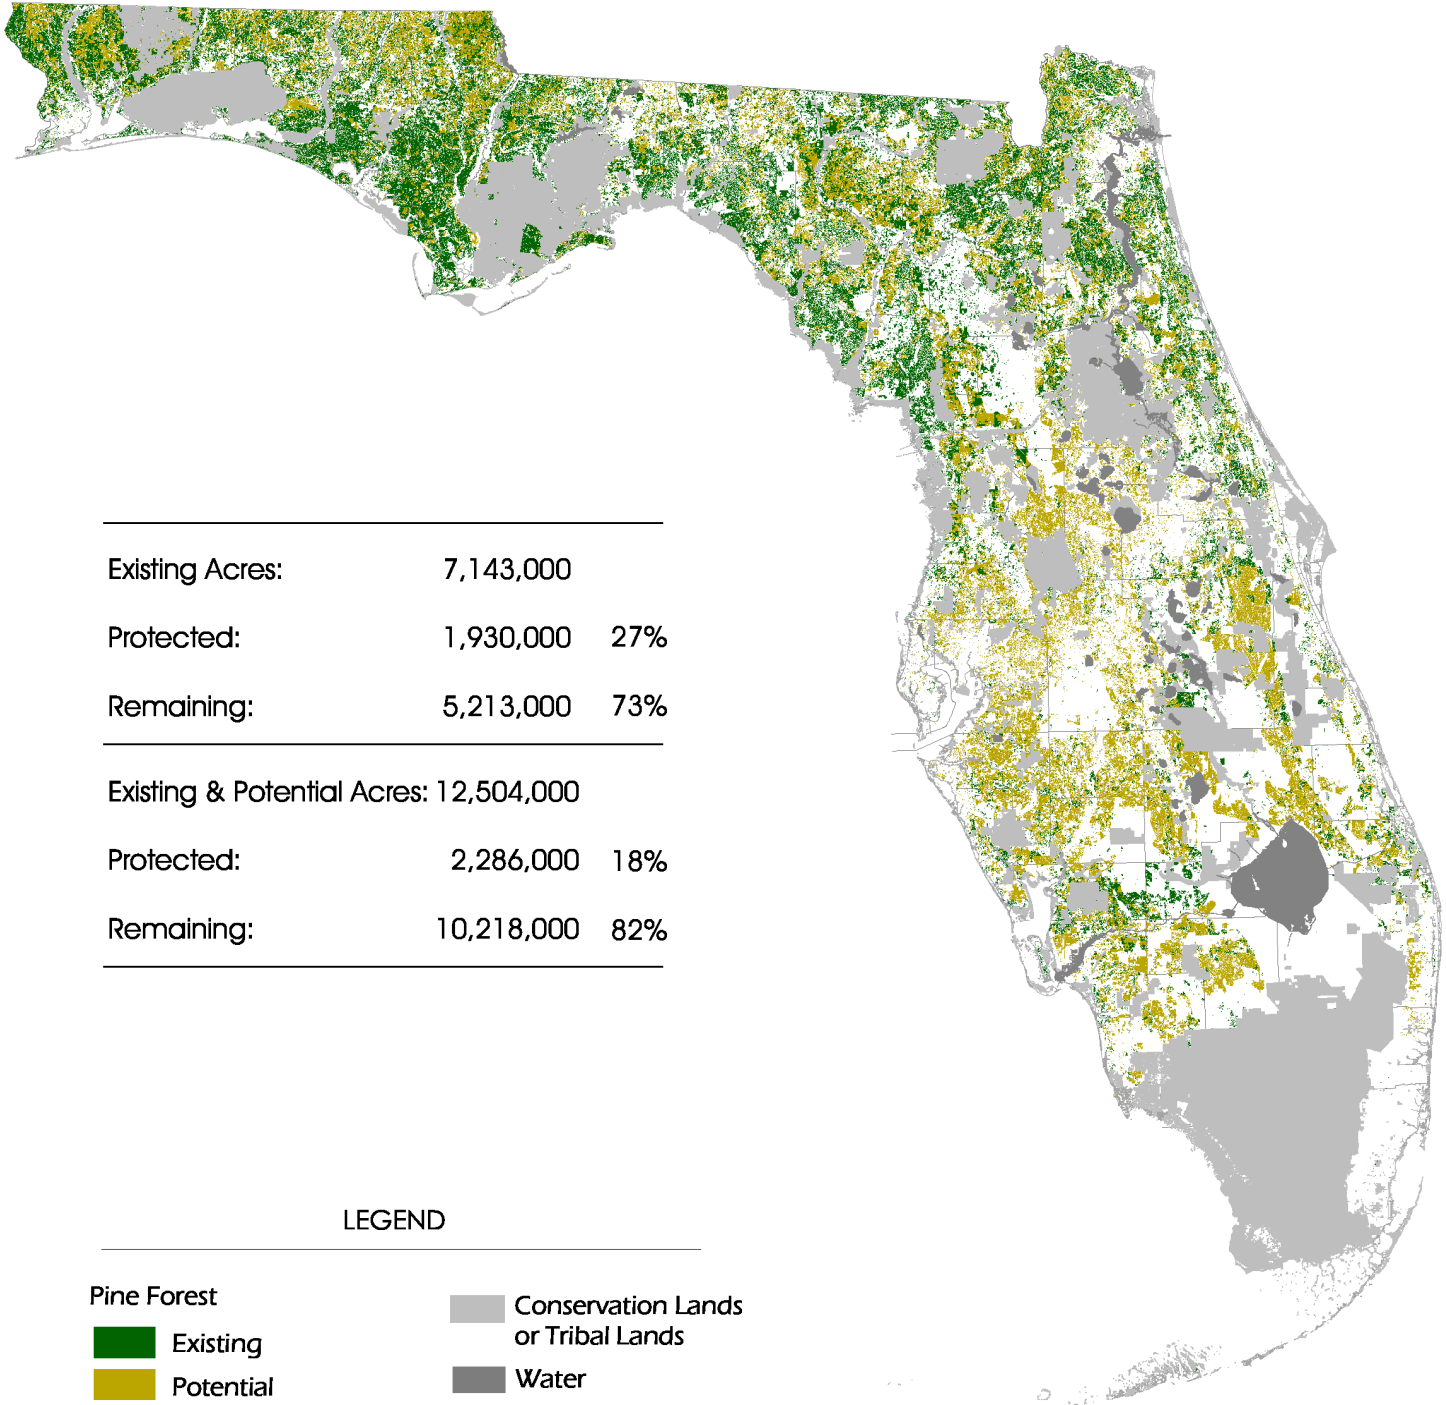 Existing Acres: 7,143,000
Protected: 1,930,000 27%
Remaining: 5,213,000 73%
Existing & Potential Acres: 12,504,000
Protected: 2,286,000 18%
Remaining: 10,218,000 82%
LEGEND
Pine Forest
Existing
Potential
Conservation Lands
or Tribal Lands
Water